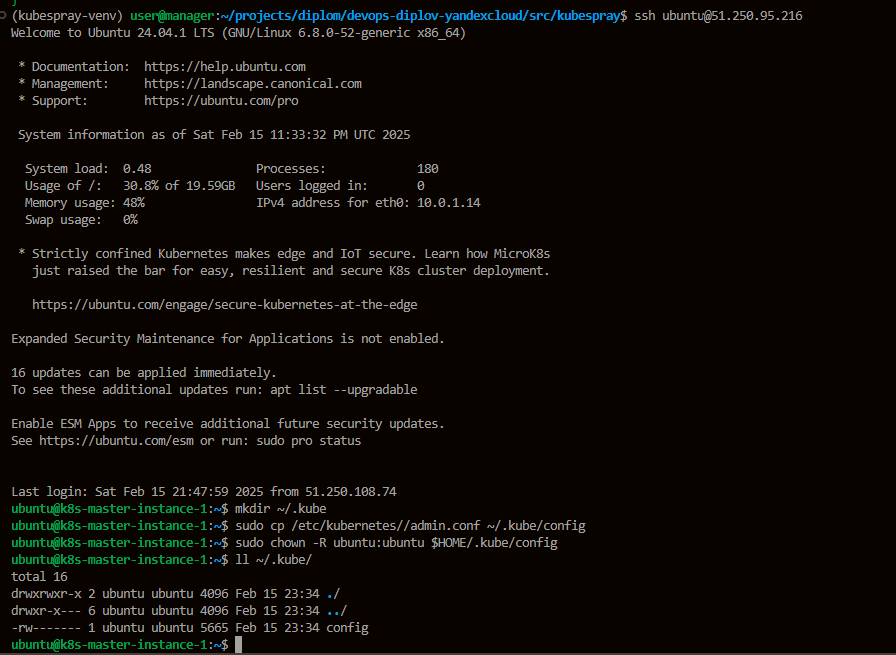 (kubespray-venv) user@manager:~/projects/diplom/devops-diplov-yandexcloud/src/kubespray$ ssh ubuntu@51.250.95.216
Welcome to Ubuntu 24.04.1 LTS (GNU/Linux 6.8.0-52-generic x86_64)

 * Documentation:  https://help.ubuntu.com
 * Management:     https://landscape.canonical.com
 * Support:        https://ubuntu.com/pro

 System information as of Sat Feb 15 11:33:32 PM UTC 2025

  System load:  0.48               Processes:             180
  Usage of /:   30.8% of 19.59GB   Users logged in:       0
  Memory usage: 48%                IPv4 address for eth0: 10.0.1.14
  Swap usage:   0%

 * Strictly confined Kubernetes makes edge and IoT secure. Learn how MicroK8s
   just raised the bar for easy, resilient and secure K8s cluster deployment.

   https://ubuntu.com/engage/secure-kubernetes-at-the-edge

Expanded Security Maintenance for Applications is not enabled.

16 updates can be applied immediately.
To see these additional updates run: apt list --upgradable

Enable ESM Apps to receive additional future security updates.
See https://ubuntu.com/esm or run: sudo pro status


Last login: Sat Feb 15 21:47:59 2025 from 51.250.108.74
ubuntu@k8s-master-instance-1:~$ mkdir ~/.kube
ubuntu@k8s-master-instance-1:~$ sudo cp /etc/kubernetes//admin.conf ~/.kube/config
ubuntu@k8s-master-instance-1:~$ sudo chown -R ubuntu:ubuntu $HOME/.kube/config
ubuntu@k8s-master-instance-1:~$ ll ~/.kube/
total 16
drwxrwxr-x 2 ubuntu ubuntu 4096 Feb 15 23:34 ./
drwxr-x--- 6 ubuntu ubuntu 4096 Feb 15 23:34 ../
-rw------- 1 ubuntu ubuntu 5665 Feb 15 23:34 config
ubuntu@k8s-master-instance-1:~$